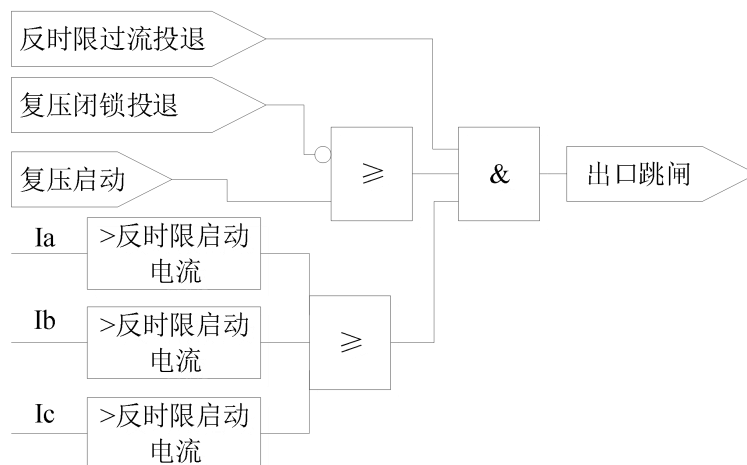 反时限过流投退
复压闭锁投退
复压启动
≥
&
出口跳闸
Ia
>反时限启动
电流
Ib
>反时限启动
电流
≥
Ic
>反时限启动
电流